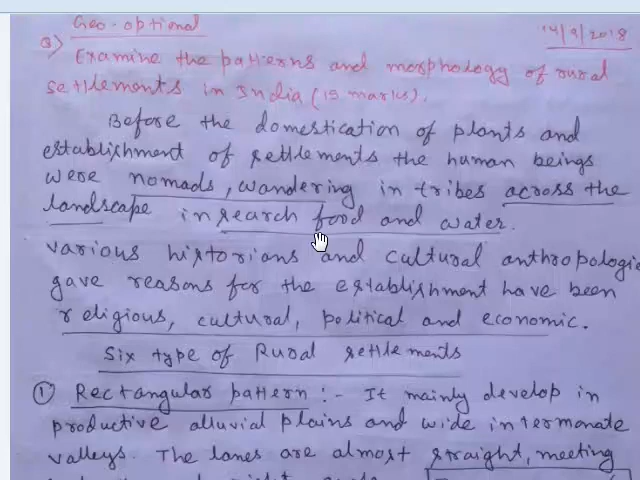 Geo-optional
14/9/2018
Q) Examine the patterns and morphology of rural
settlements in India (15 marks).
Before the domestication of plants and
establishment of settlements the human beings
were nomads, wandering in tribes across the
landscape in search food and water.
various historians and cultural anthropologie
gave reasons for the establishment have been
religious, cultural, political and economic.
Six type of Rural settlements
① Rectangular pattern :- It mainly develop in
productive alluvial plains and wide intermonate
valleys. The lanes are almost straight, meeting